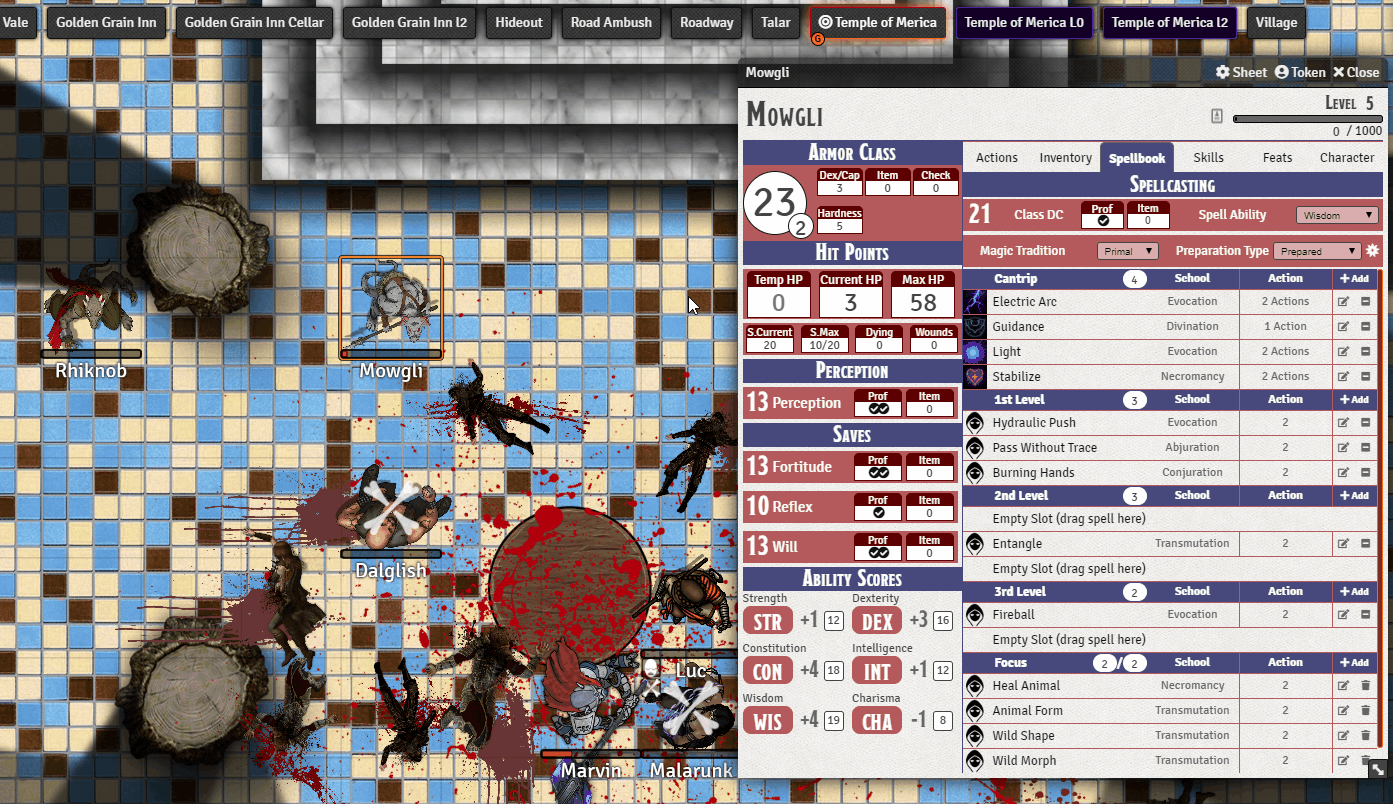 Vale Golden Grain Inn Golden Grain Inn Cellar Golden Grain Inn l2 Hideout Road Ambush Roadway Talar Temple of Merica Temple of Merica L0 Temple of Merica l2 Village
G
Mowgli Sheet Token Close
Mowgli
Level 5
0 / 1000
Actions Inventory Spellbook Skills Feats Character
Armor Class
23
2
Dex/Cap Item Check
3 0 0
Hardness
5
Hit Points
Temp HP Current HP Max HP
0 3 58
S.Current S.Max Dying Wounds
20 10/20 0 0
Perception
13 Perception Prof Item
0
Saves
13 Fortitude Prof Item
0
10 Reflex Prof Item
0
13 Will Prof Item
0
Ability Scores
Strength Dexterity
STR +1 12 DEX +3 16
Constitution Intelligence
CON +4 18 INT +1 12
Wisdom Charisma
WIS +4 19 CHA -1 8
Spellcasting
21 Class DC Prof Item Spell Ability Wisdom
0
Magic Tradition Primal Preparation Type Prepared
Cantrip 4 School Action Add
Electric Arc Evocation 2 Actions
Guidance Divination 1 Action
Light Evocation 2 Actions
Stabilize Necromancy 2 Actions
1st Level 3 School Action Add
Hydraulic Push Evocation 2
Pass Without Trace Abjuration 2
Burning Hands Conjuration 2
2nd Level 3 School Action Add
Empty Slot (drag spell here)
Entangle Transmutation 2
Empty Slot (drag spell here)
3rd Level 2 School Action Add
Fireball Evocation 2
Empty Slot (drag spell here)
Focus 2 / 2 School Action Add
Heal Animal Necromancy 2
Animal Form Transmutation 2
Wild Shape Transmutation 2
Wild Morph Transmutation 2
Rhiknob
Mowgli
Dalglish
Luc-
Marvin
Malarunk